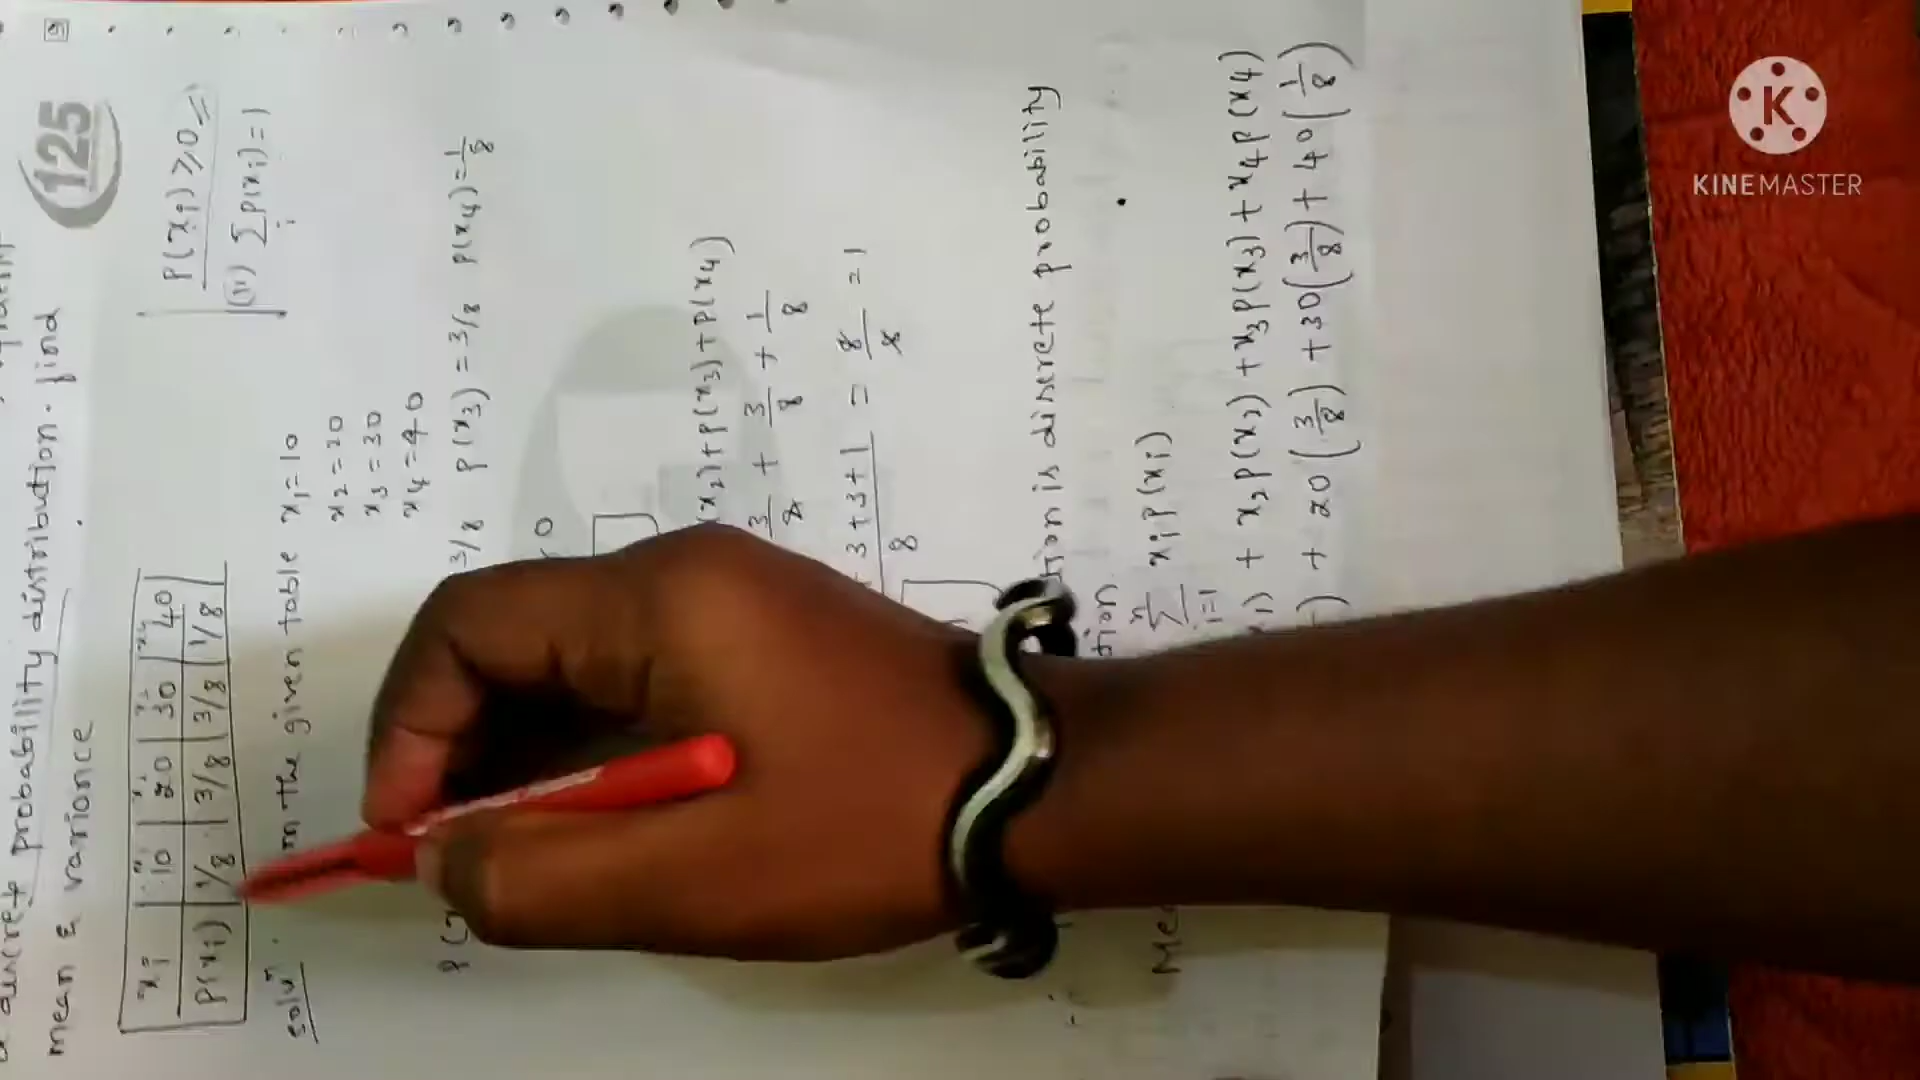 probability distribution. find
mean & variance
125
xi 10 20 30 40
P(xi) 1/8 3/8 3/8 1/8
P(xi) ≥ 0
(ii) ∑ P(xi) = 1
i
soluⁿ. the given table x1 = 10
x2 = 20
x3 = 30
x4 = 40
3/8 P(x3) = 3/8 P(x4) = 1/8
0
(x2) + P(x3) + P(x4)
3/8 + 3/8 + 1/8
3+3+1/8 = 8/8 = 1
is discrete probability
n ∑ i=1 xi P(xi)
+ x2 P(x2) + x3 P(x3) + x4 P(x4)
+ 20 (3/8) + 30 (3/8) + 40 (1/8)
K
KINEMASTER